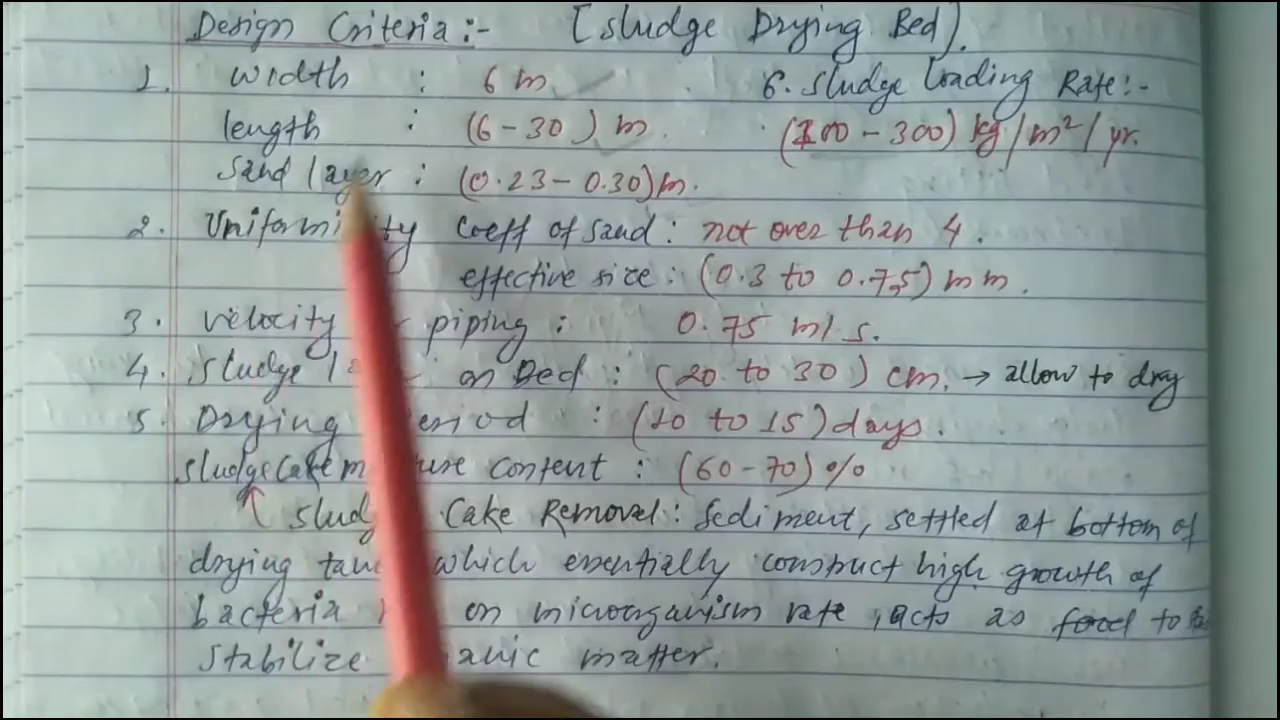 Design Criteria :- [Sludge Drying Bed].
1. width : 6 m
length : (6 - 30) m.
Sand layer : (0.23 - 0.30) m.
6. Sludge Loading Rate :-
(100 - 300) kg/m²/yr.
2. Uniformity Coeff of Sand : not over than 4.
effective size : (0.3 to 0.75) mm.
3. velocity piping : 0.75 m/s.
4. Sludge on Bed : (20 to 30) cm. → allow to dry
5. Drying eriod : (10 to 15) days.
Sludge Cake m ure content : (60 - 70) %
Sludg Cake Removal : Sediment, settled at bottom of
drying which essentially construct high growth of
bacteria on microorganism rate, acts as food to
stabilize anic matter.